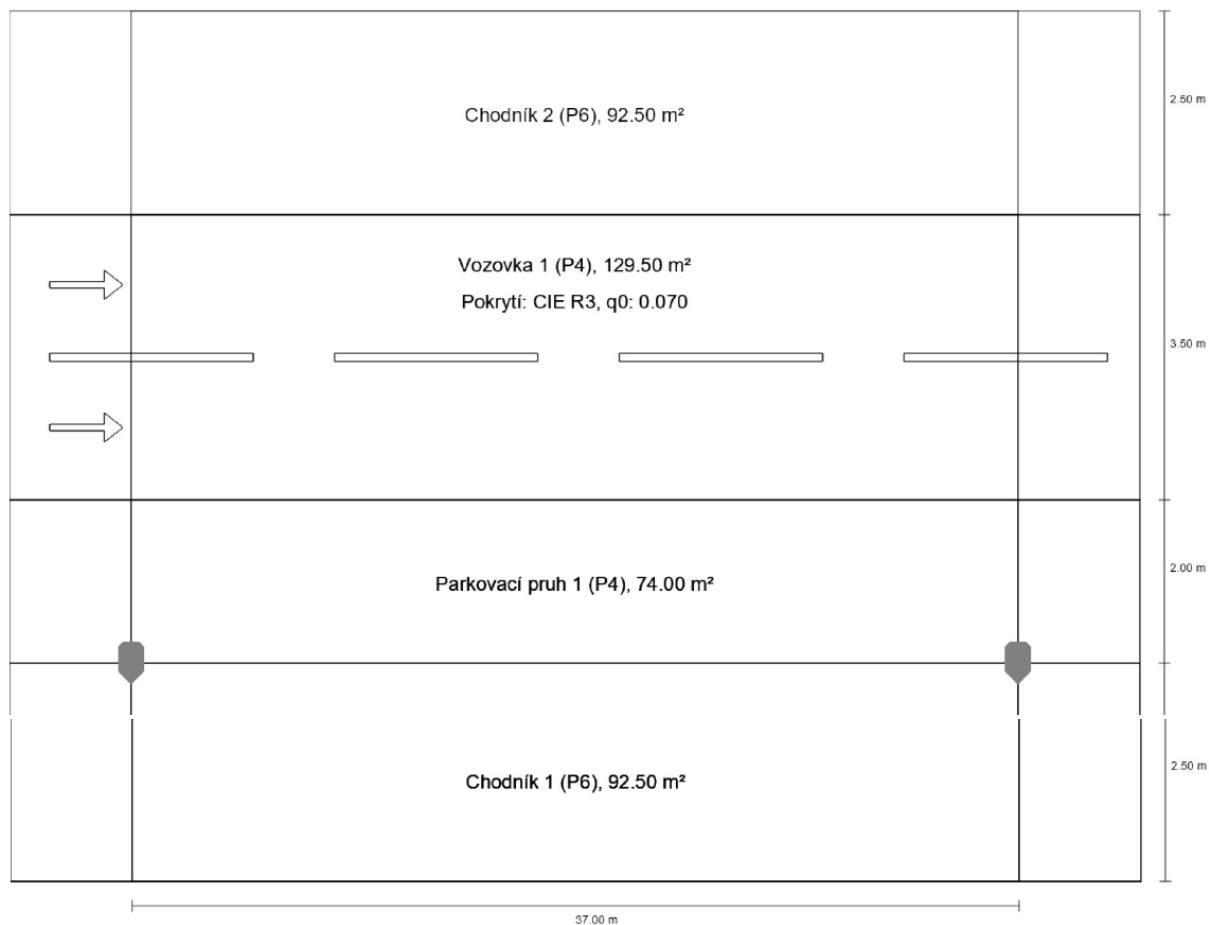 Chodník 2 (P6), 92.50 m²
2.50 m
Vozovka 1 (P4), 129.50 m²
Pokrytí: CIE R3, q0: 0.070
3.50 m
Parkovací pruh 1 (P4), 74.00 m²
2.00 m
Chodník 1 (P6), 92.50 m²
2.50 m
37.00 m